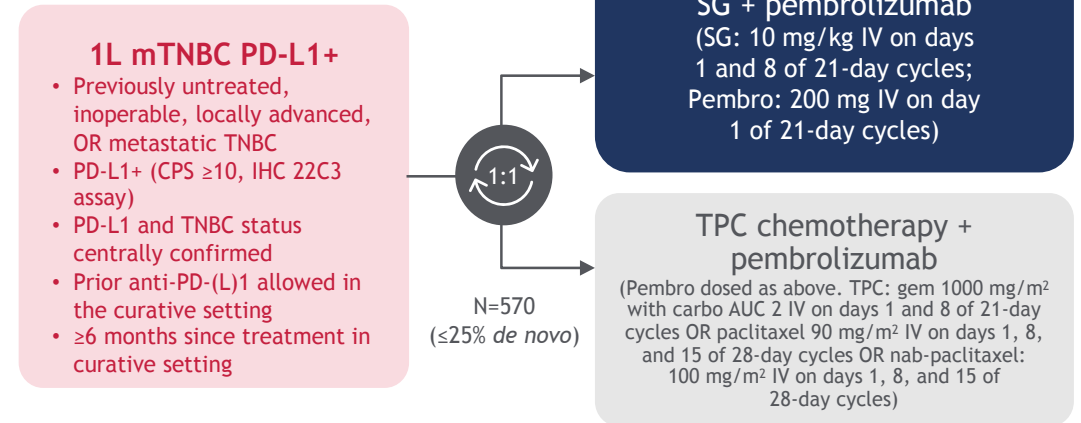 SG + pembrolizumab
(SG: 10 mg/kg IV on days
1 and 8 of 21-day cycles;
Pembro: 200 mg IV on day
1 of 21-day cycles)
1L mTNBC PD-L1+
• Previously untreated,
inoperable, locally advanced,
OR metastatic TNBC
• PD-L1+ (CPS ≥10, IHC 22C3
assay)
• PD-L1 and TNBC status
centrally confirmed
• Prior anti-PD-(L)1 allowed in
the curative setting
• ≥6 months since treatment in
curative setting
1:1
N=570
(≤25% de novo)
TPC chemotherapy +
pembrolizumab
(Pembro dosed as above. TPC: gem 1000 mg/m²
with carbo AUC 2 IV on days 1 and 8 of 21-day
cycles OR paclitaxel 90 mg/m² IV on days 1, 8,
and 15 of 28-day cycles OR nab-paclitaxel:
100 mg/m² IV on days 1, 8, and 15 of
28-day cycles)